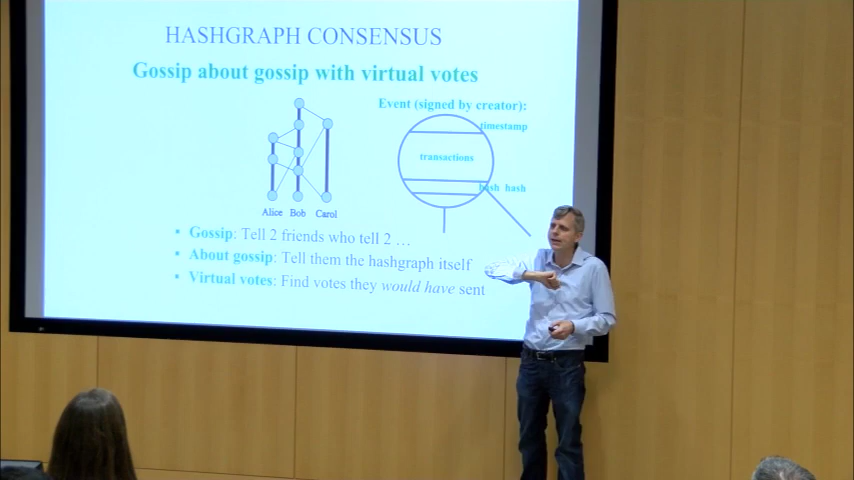 HASHGRAPH CONSENSUS
Gossip about gossip with virtual votes
Event (signed by creator):
timestamp
transactions
hash hash
Alice Bob Carol
▪ Gossip: Tell 2 friends who tell 2 …
▪ About gossip: Tell them the hashgraph itself
▪ Virtual votes: Find votes they would have sent